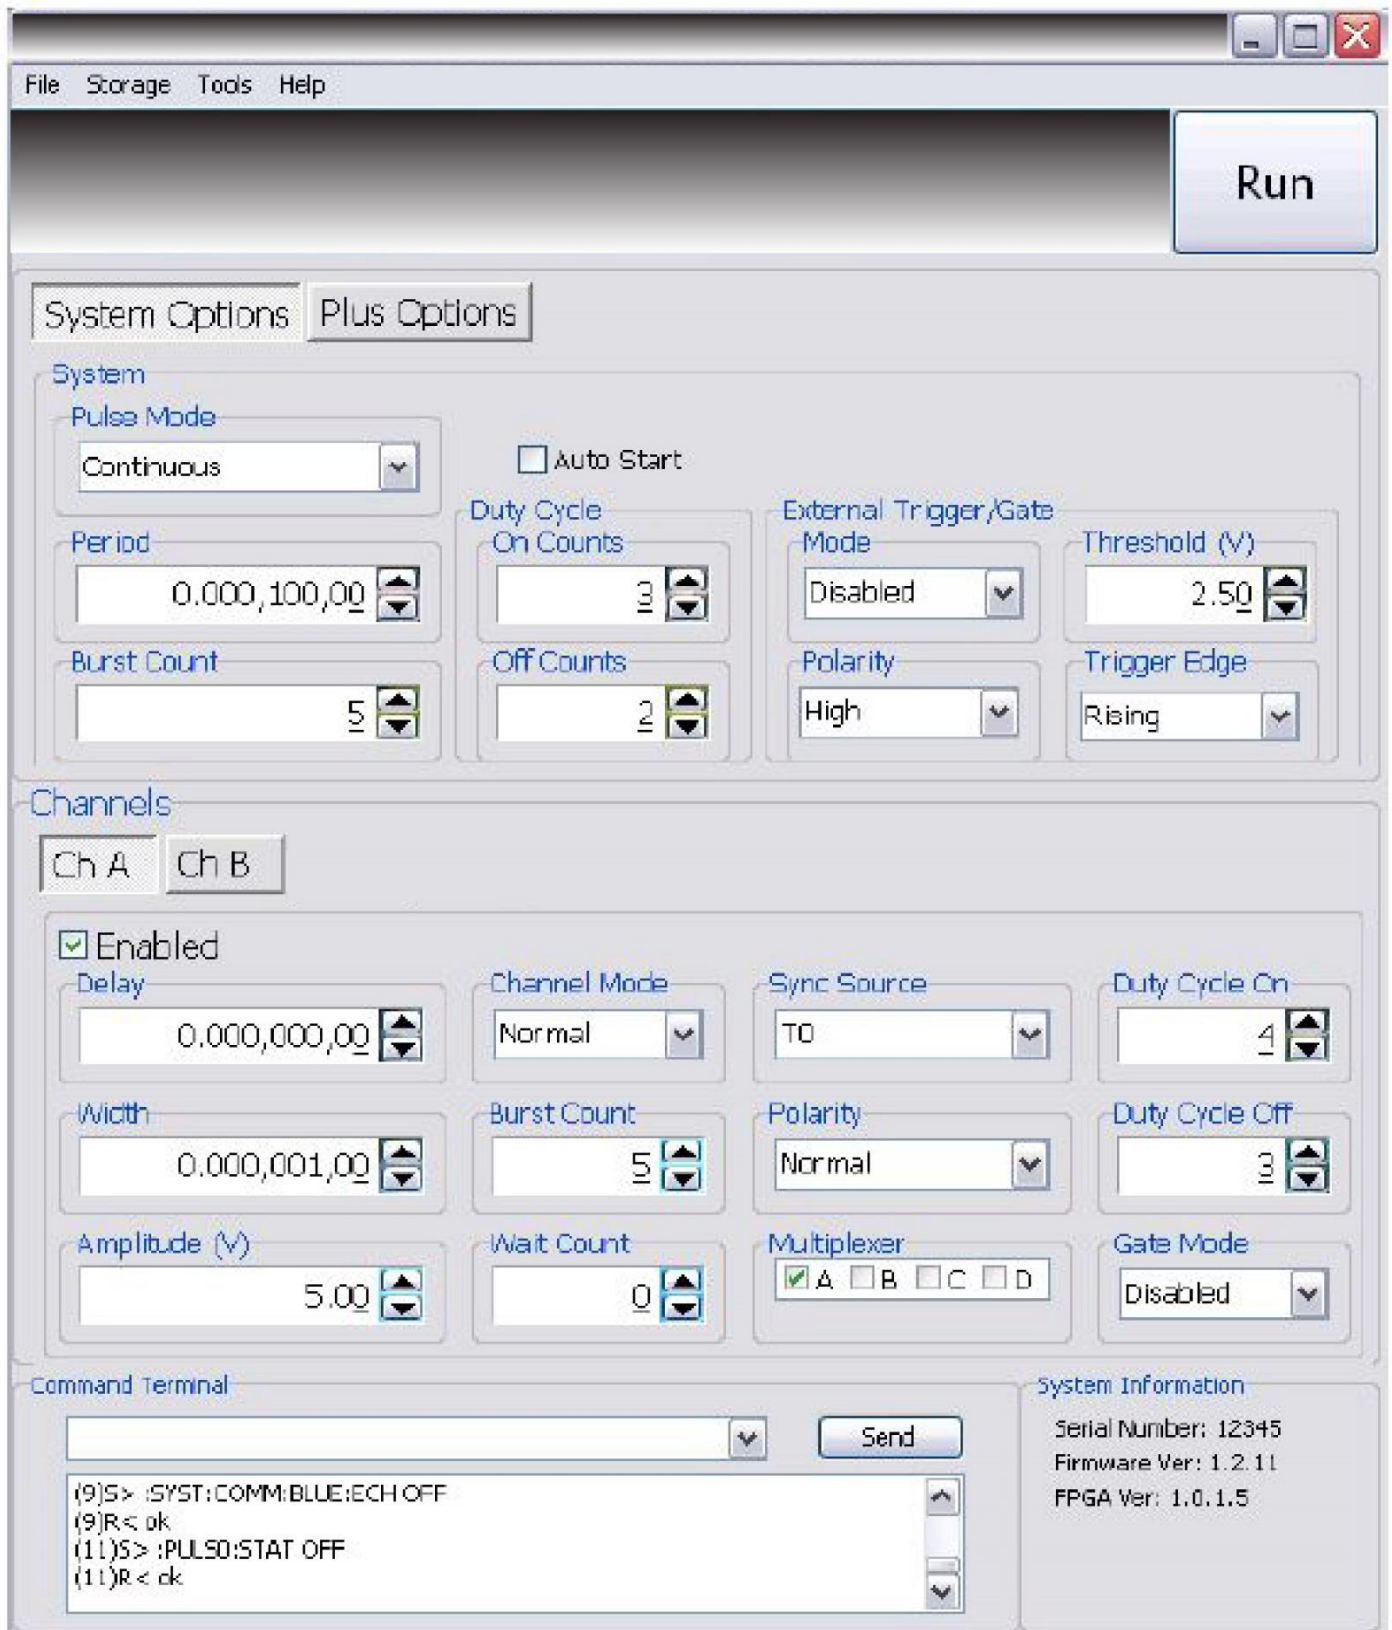 File Storage Tools Help
Run
System Options Plus Options
System
Pulse Mode
Continuous
Auto Start
Duty Cycle External Trigger/Gate
Period On Counts Mode Threshold (V)
0.000,100,00 3 Disabled 2.50
Burst Count Off Counts Polarity Trigger Edge
5 2 High Rising
Channels
Ch A Ch B
Enabled
Delay Channel Mode Sync Source Duty Cycle On
0.000,000,00 Normal T0 4
Width Burst Count Polarity Duty Cycle Off
0.000,001,00 5 Normal 3
Amplitude (V) Wait Count Multiplexer Gate Mode
5.00 0 A B C D Disabled
Command Terminal System Information
Send
Serial Number: 12345
Firmware Ver: 1.2.11
FPGA Ver: 1.0.1.5
(9)S> :SYST:COMM:BLUE:ECH OFF
(9)R< ok
(11)S> :PULS0:STAT OFF
(11)R< ok